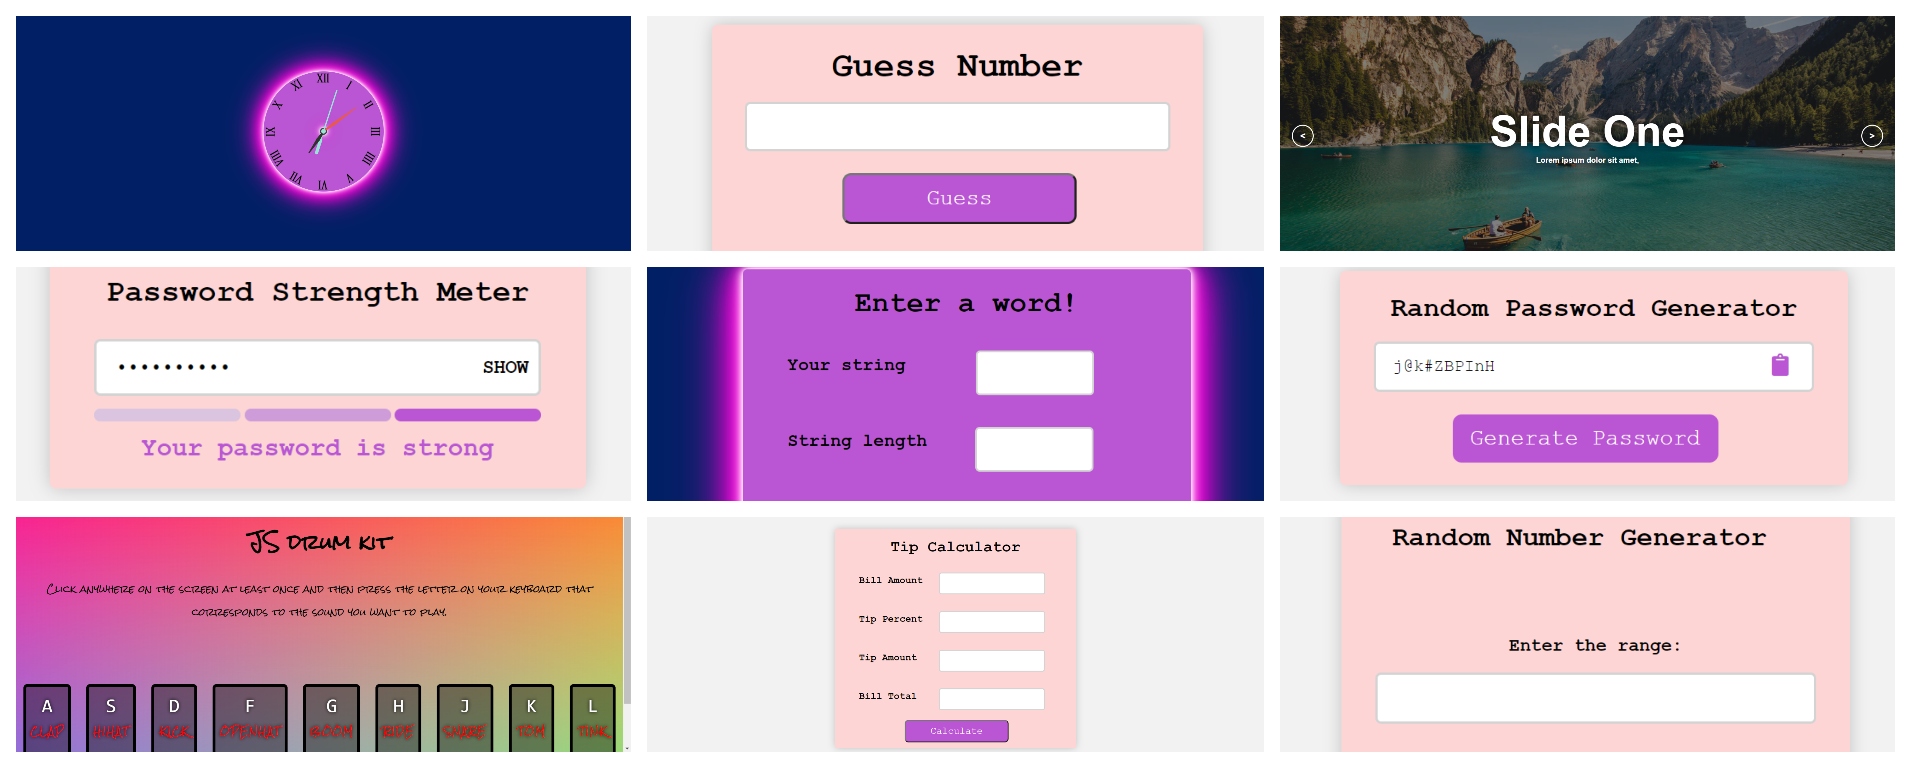 XII
I
II
III
IIII
V
VI
VII
VIII
IX
X
XI
Guess Number
Guess
<
Slide One
Lorem ipsum dolor sit amet,
>
Password Strength Meter
•••••••••• SHOW
Your password is strong
Enter a word!
Your string
String length
Random Password Generator
j@k#ZBPInH
Generate Password
JS DRUM KIT
CLICK ANYWHERE ON THE SCREEN AT LEAST ONCE AND THEN PRESS THE LETTER ON YOUR KEYBOARD THAT
CORRESPONDS TO THE SOUND YOU WANT TO PLAY.
A S D F G H J K L
CLAP HIHAT KICK OPENHAT BOOM RIDE SNARE TOM TINK
Tip Calculator
Bill Amount
Tip Percent
Tip Amount
Bill Total
Calculate
Random Number Generator
Enter the range: